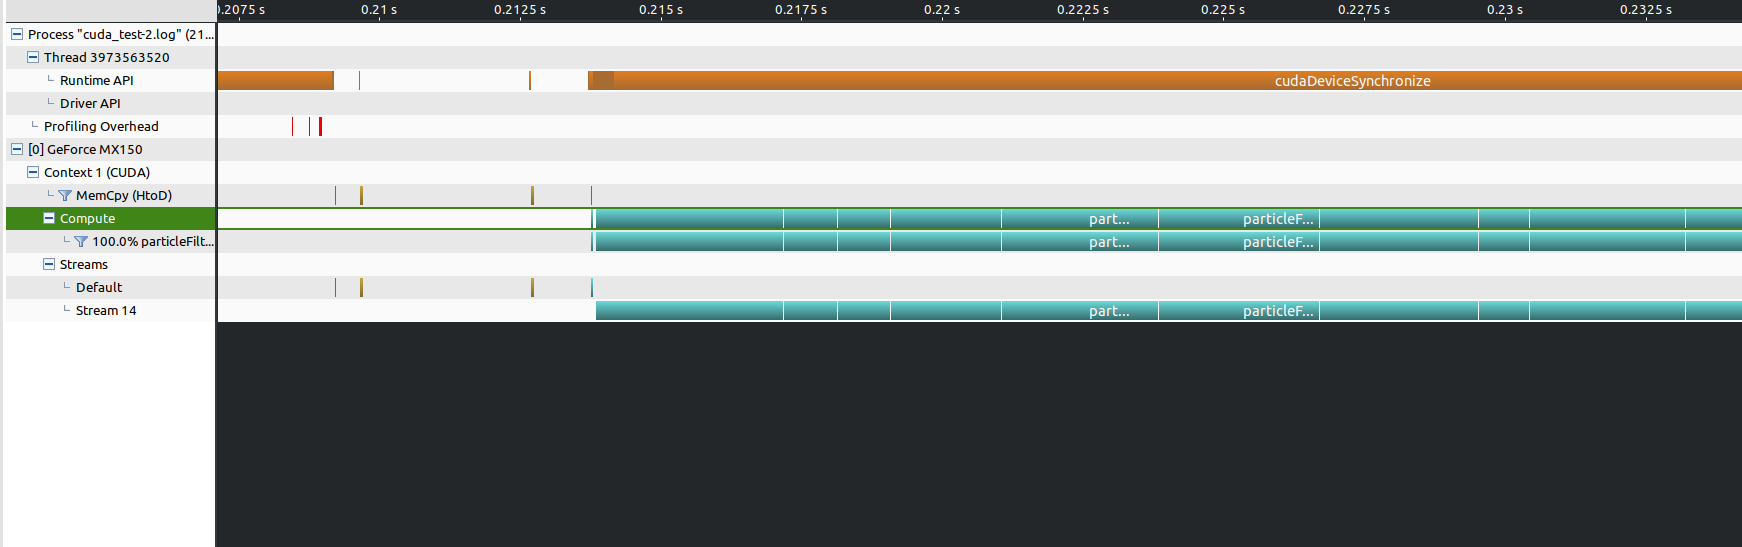 0.2075 s 0.21 s 0.2125 s 0.215 s 0.2175 s 0.22 s 0.2225 s 0.225 s 0.2275 s 0.23 s 0.2325 s
Process "cuda_test-2.log" (21...
Thread 3973563520
Runtime API cudaDeviceSynchronize
Driver API
Profiling Overhead
[0] GeForce MX150
Context 1 (CUDA)
MemCpy (HtoD)
Compute part... particleF...
100.0% particleFilt... part... particleF...
Streams
Default
Stream 14 part... particleF...